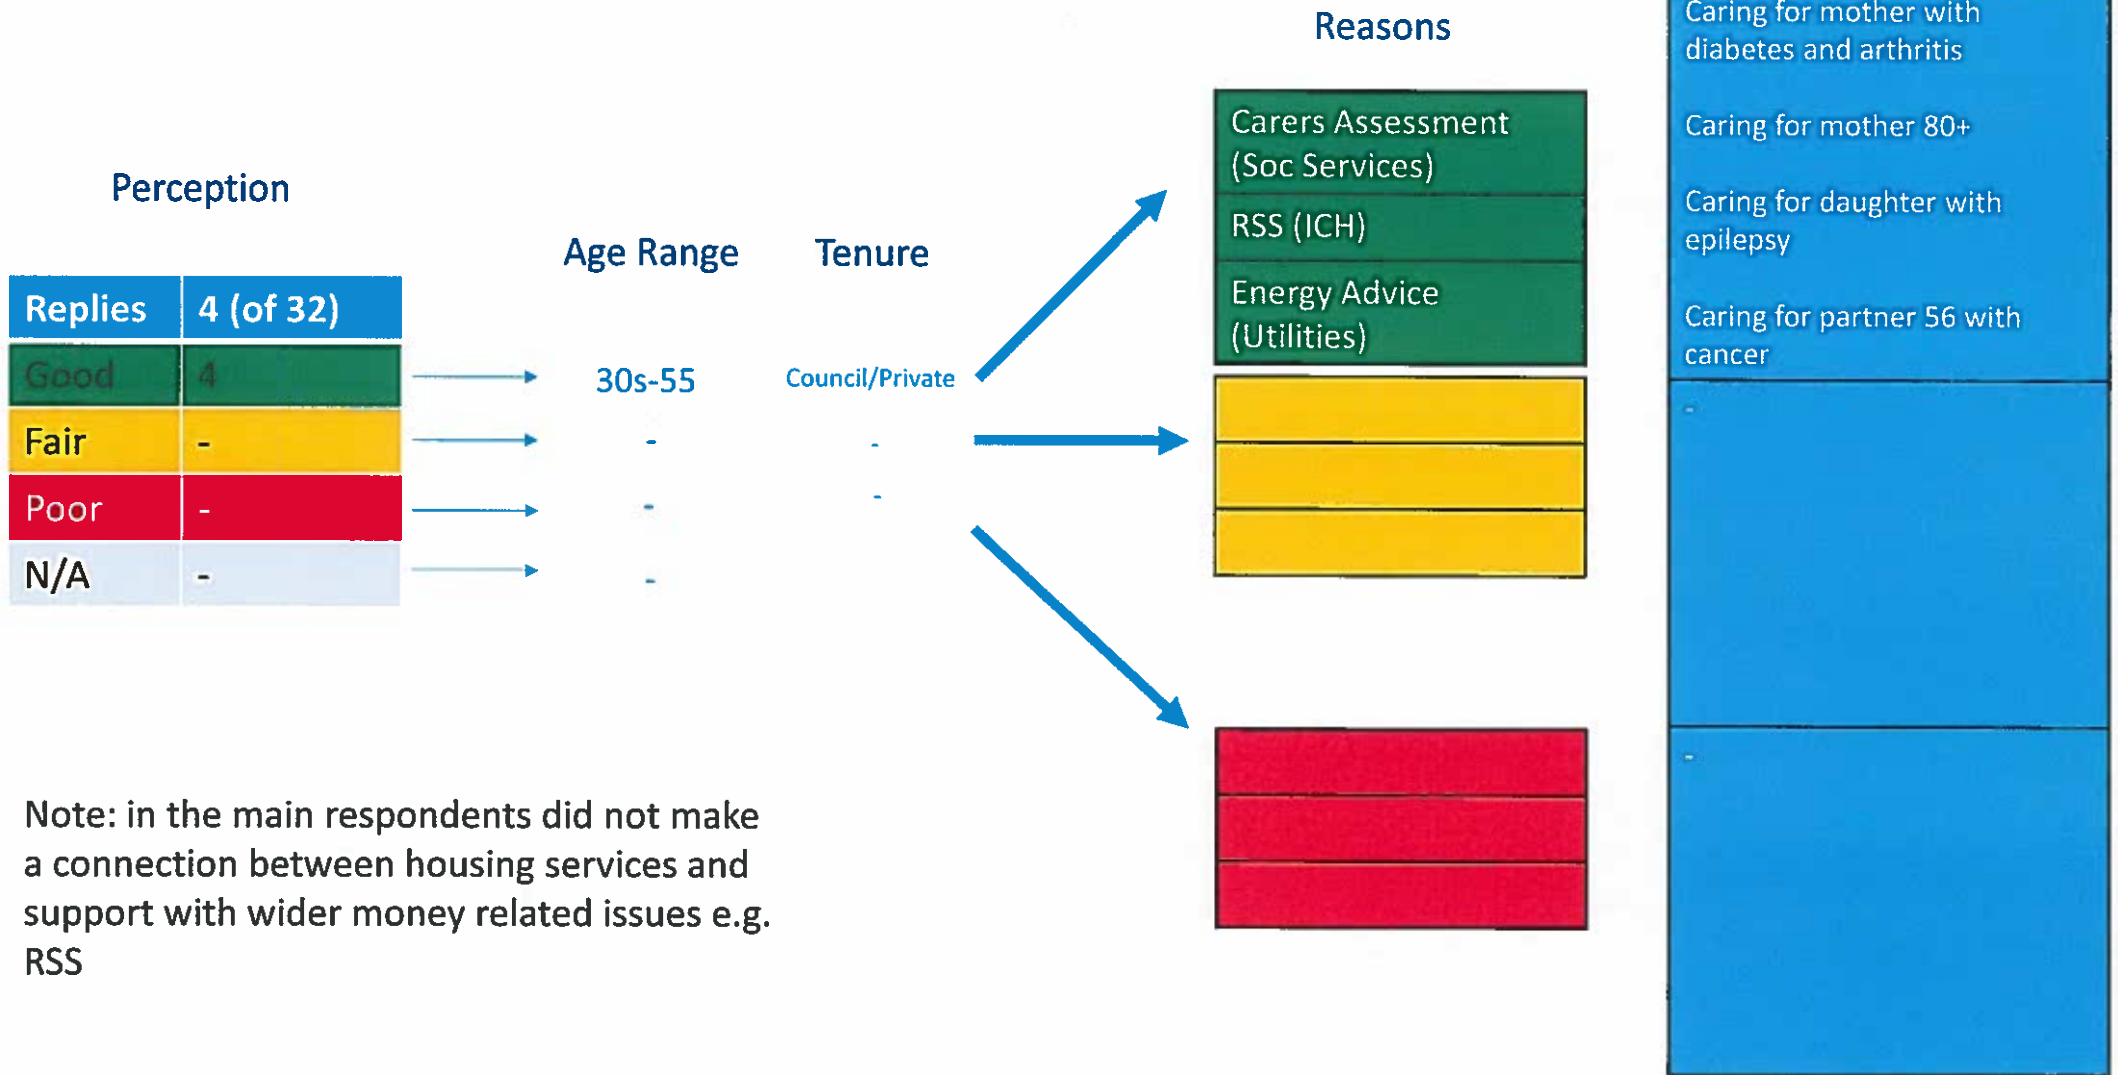 Perception
Replies 4 (of 32)
Good 4
Fair -
Poor -
N/A -
Age Range
30s-55
-
-
-
Tenure
Council/Private
-
-
Reasons
Carers Assessment
(Soc Services)
RSS (ICH)
Energy Advice
(Utilities)
Caring for mother with
diabetes and arthritis
Caring for mother 80+
Caring for daughter with
epilepsy
Caring for partner 56 with
cancer
-
-
Note: in the main respondents did not make
a connection between housing services and
support with wider money related issues e.g.
RSS